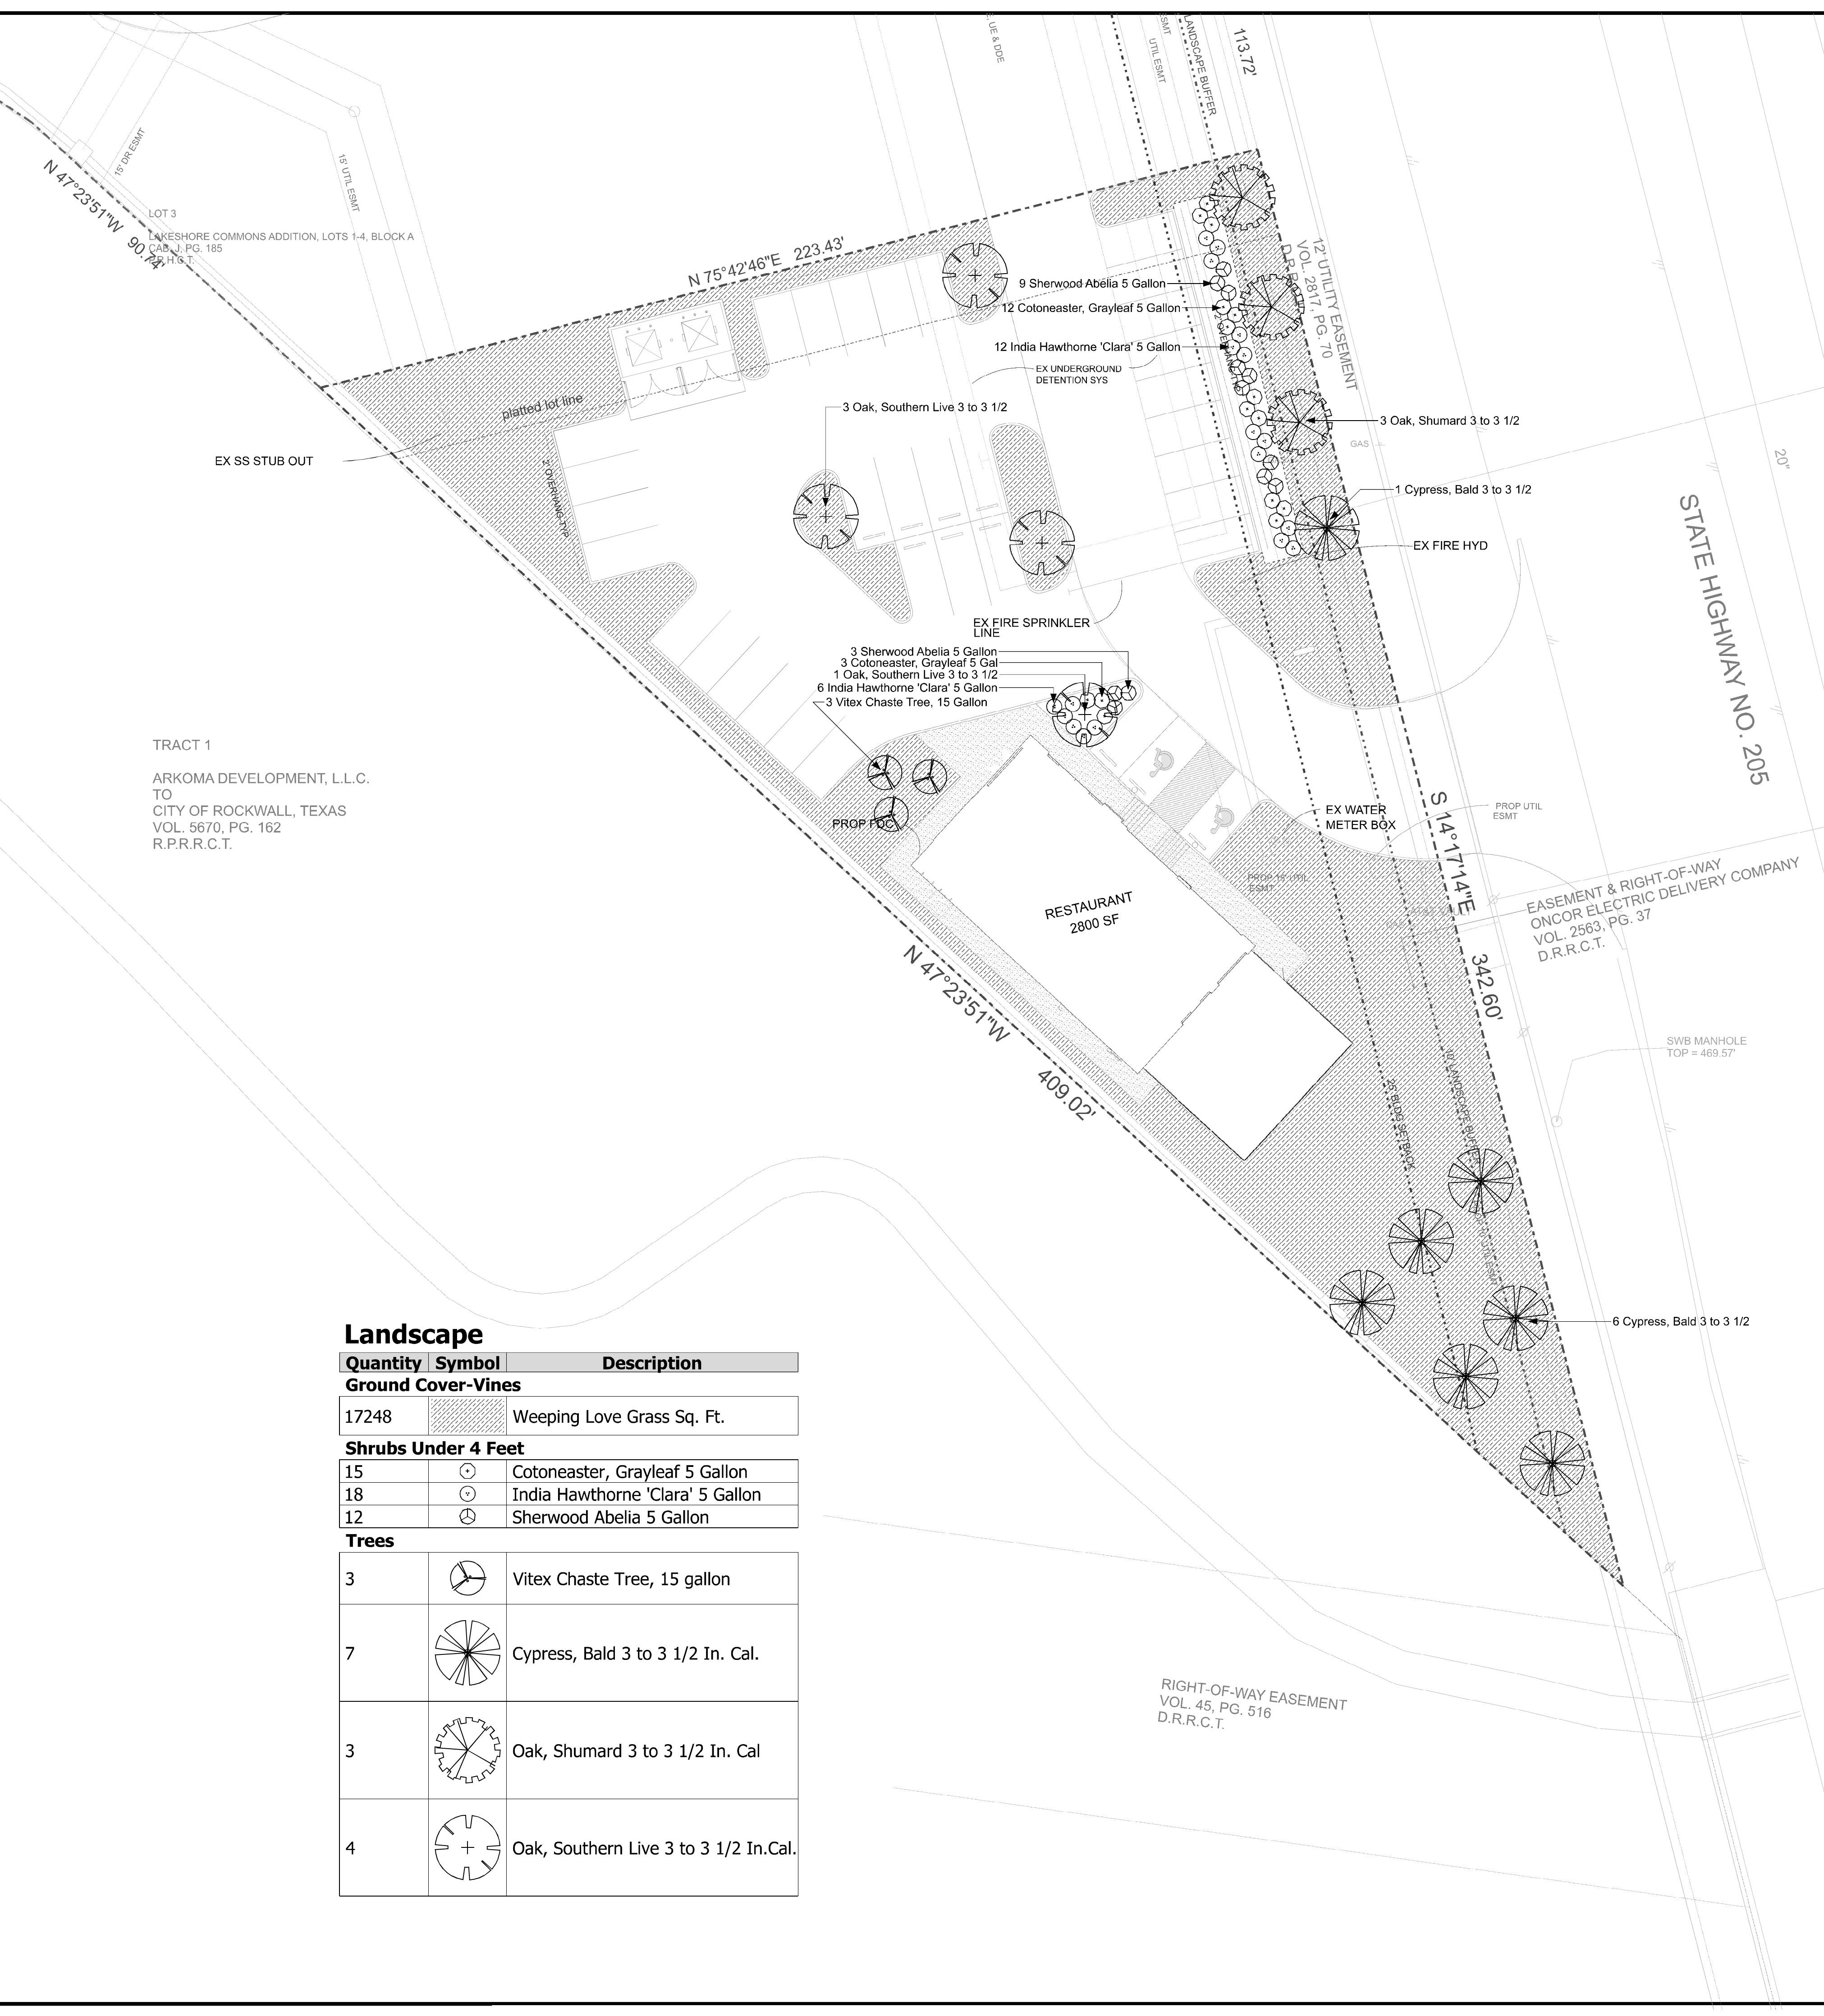 , UE & DDE
ESMT
UTIL ESMT
LANDSCAPE BUFFER
113.72'
15' DR ESMT
15' UTIL ESMT
N 47°23'51"W 90.74'
LOT 3
LAKESHORE COMMONS ADDITION, LOTS 1-4, BLOCK A
CAB. J. PG. 185
P.R.H.C.T.
N 75°42'46"E 223.43'
12' UTILITY EASEMENT
VOL. 2817, PG. 70
9 Sherwood Abelia 5 Gallon
12 Cotoneaster, Grayleaf 5 Gallon
12 India Hawthorne 'Clara' 5 Gallon
EX UNDERGROUND
DETENTION SYS
platted lot line
3 Oak, Southern Live 3 to 3 1/2
3 Oak, Shumard 3 to 3 1/2
GAS
20"
EX SS STUB OUT
2' OVERHANG TYP
1 Cypress, Bald 3 to 3 1/2
EX FIRE HYD
STATE HIGHWAY NO. 205
EX FIRE SPRINKLER
LINE
3 Sherwood Abelia 5 Gallon
3 Cotoneaster, Grayleaf 5 Gal
1 Oak, Southern Live 3 to 3 1/2
6 India Hawthorne 'Clara' 5 Gallon
3 Vitex Chaste Tree, 15 Gallon
TRACT 1
ARKOMA DEVELOPMENT, L.L.C.
TO
CITY OF ROCKWALL, TEXAS
VOL. 5670, PG. 162
R.P.R.R.C.T.
PROP FDC
EX WATER
METER BOX
PROP UTIL
ESMT
PROP 15' UTIL
ESMT
S 14°17'14"E 342.60'
EASEMENT & RIGHT-OF-WAY
ONCOR ELECTRIC DELIVERY COMPANY
VOL. 2563, PG. 37
D.R.R.C.T.
RESTAURANT
2800 SF
N 47°23'51"W 409.02'
SWB MANHOLE
TOP = 469.57'
25' BLDG SETBACK
10' LANDSCAPE BUFFER
6 Cypress, Bald 3 to 3 1/2
Landscape
Quantity Symbol Description
Ground Cover-Vines
17248 Weeping Love Grass Sq. Ft.
Shrubs Under 4 Feet
15 Cotoneaster, Grayleaf 5 Gallon
18 India Hawthorne 'Clara' 5 Gallon
12 Sherwood Abelia 5 Gallon
Trees
3 Vitex Chaste Tree, 15 gallon
7 Cypress, Bald 3 to 3 1/2 In. Cal.
3 Oak, Shumard 3 to 3 1/2 In. Cal
4 Oak, Southern Live 3 to 3 1/2 In.Cal.
RIGHT-OF-WAY EASEMENT
VOL. 45, PG. 516
D.R.R.C.T.